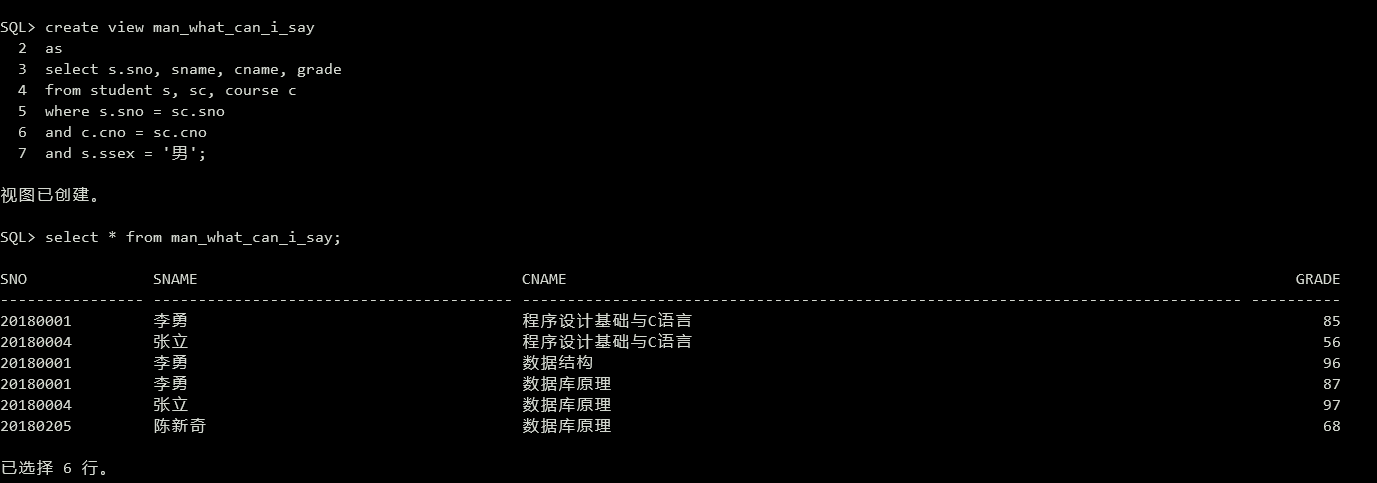 SQL> create view man_what_can_i_say
2 as
3 select s.sno, sname, cname, grade
4 from student s, sc, course c
5 where s.sno = sc.sno
6 and c.cno = sc.cno
7 and s.ssex = '男';
视图已创建。
SQL> select * from man_what_can_i_say;
SNO SNAME CNAME GRADE
---------------- ---------------------------------------- -------------------------------------------------------------------------------- ----------
20180001 李勇 程序设计基础与C语言 85
20180004 张立 程序设计基础与C语言 56
20180001 李勇 数据结构 96
20180001 李勇 数据库原理 87
20180004 张立 数据库原理 97
20180205 陈新奇 数据库原理 68
已选择 6 行。